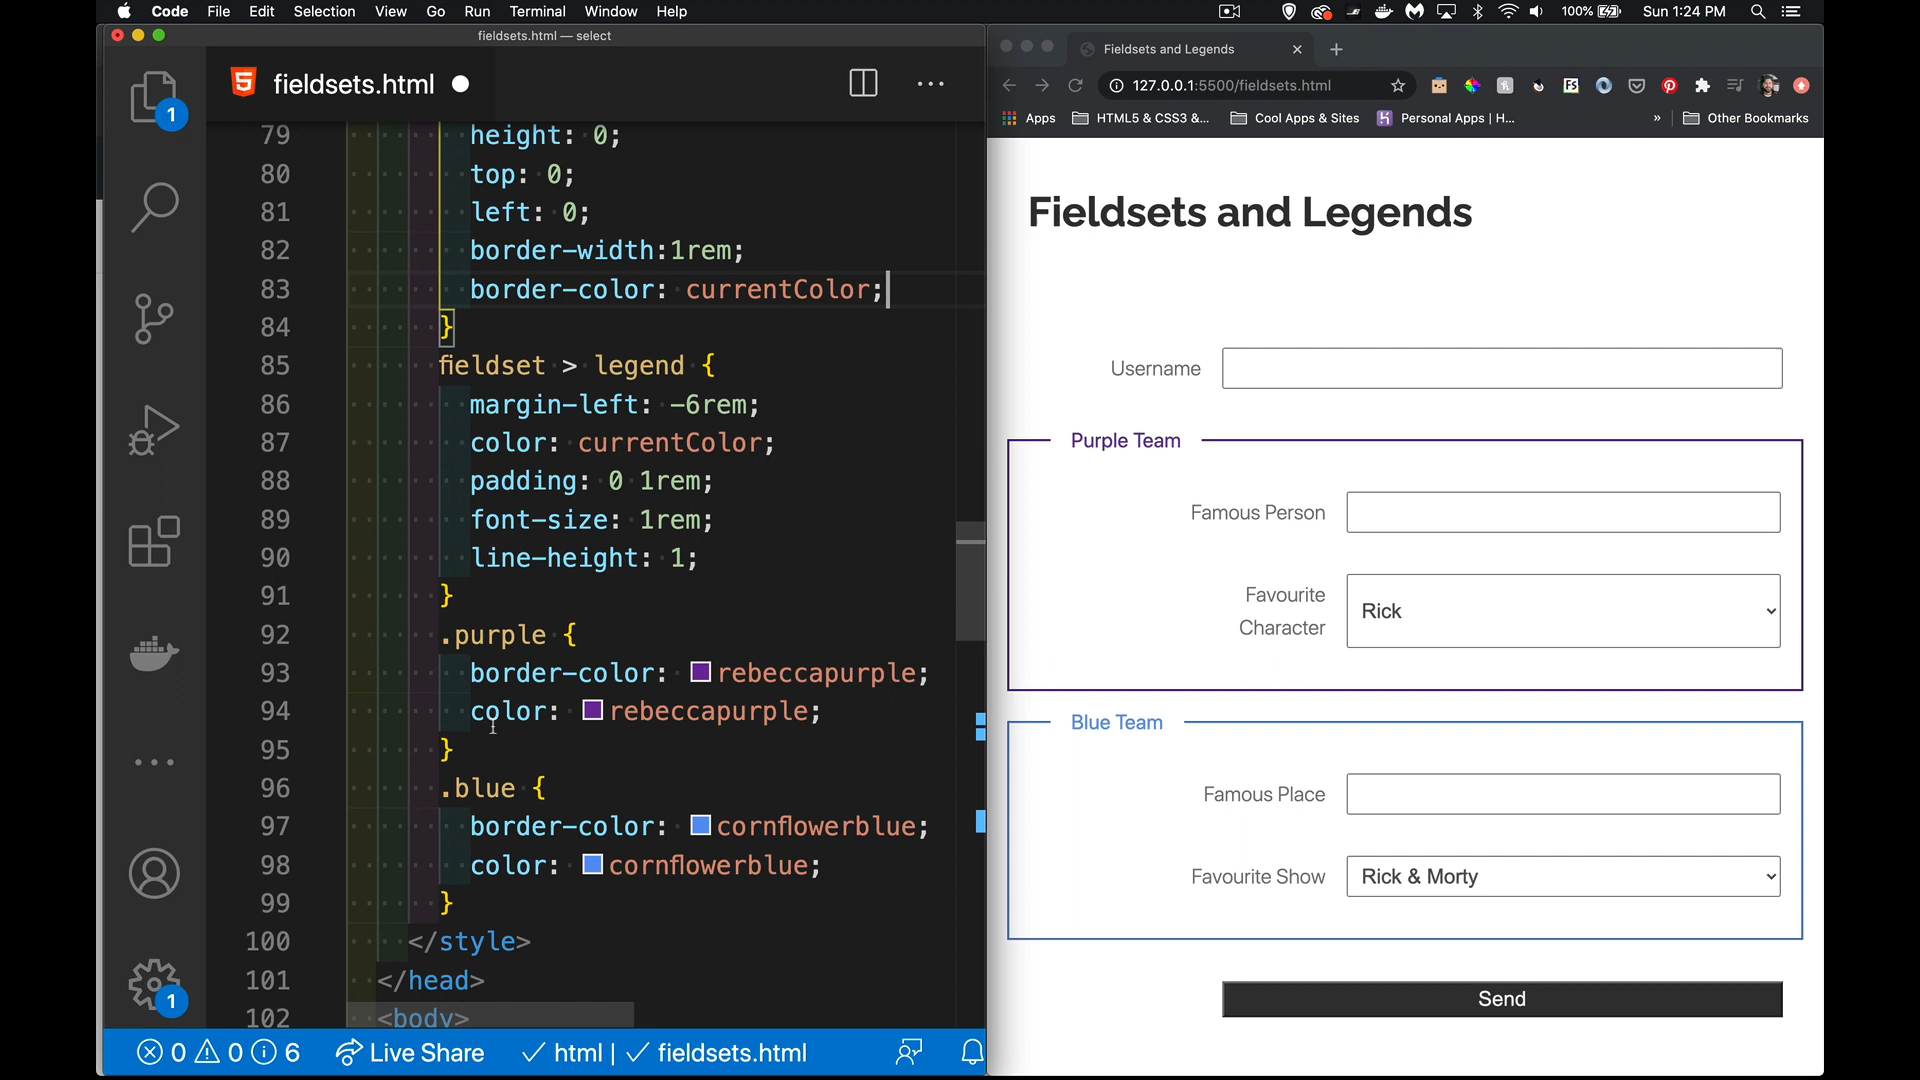 Code File Edit Selection View Go Run Terminal Window Help 100% Sun 1:24 PM
fieldsets.html — select
fieldsets.html
79 height: 0;
80 top: 0;
81 left: 0;
82 border-width:1rem;
83 border-color: currentColor;
84 }
85 fieldset > legend {
86 margin-left: -6rem;
87 color: currentColor;
88 padding: 0 1rem;
89 font-size: 1rem;
90 line-height: 1;
91 }
92 .purple {
93 border-color: rebeccapurple;
94 color: rebeccapurple;
95 }
96 .blue {
97 border-color: cornflowerblue;
98 color: cornflowerblue;
99 }
100 </style>
101 </head>
102 <body>
1
1
0 0 6 Live Share html | fieldsets.html
Fieldsets and Legends
127.0.0.1:5500/fieldsets.html
Apps HTML5 & CSS3 &... Cool Apps & Sites Personal Apps | H... » Other Bookmarks
Fieldsets and Legends
Username
Purple Team
Famous Person
Favourite
Character
Rick
Blue Team
Famous Place
Favourite Show Rick & Morty
Send